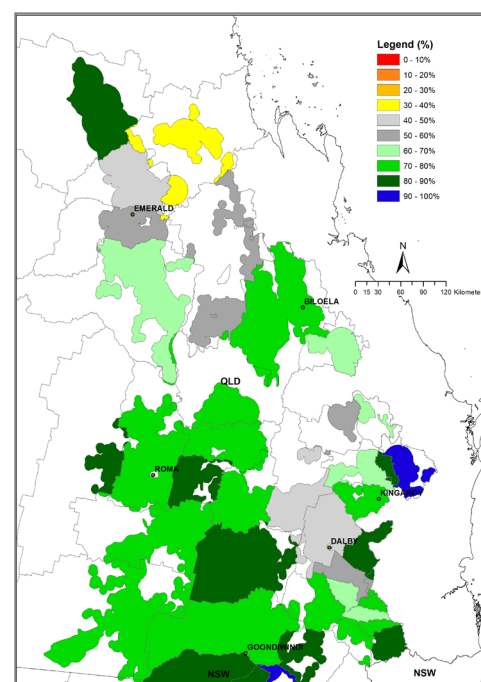 Legend (%)
0 - 10%
10 - 20%
20 - 30%
30 - 40%
40 - 50%
50 - 60%
60 - 70%
70 - 80%
80 - 90%
90 - 100%
EMERALD
N
0 15 30 60 90 120 Kilomete
BILOELA
QLD
ROMA
KINGAROY
DALBY
GOONDIWINDI
NSW
NSW